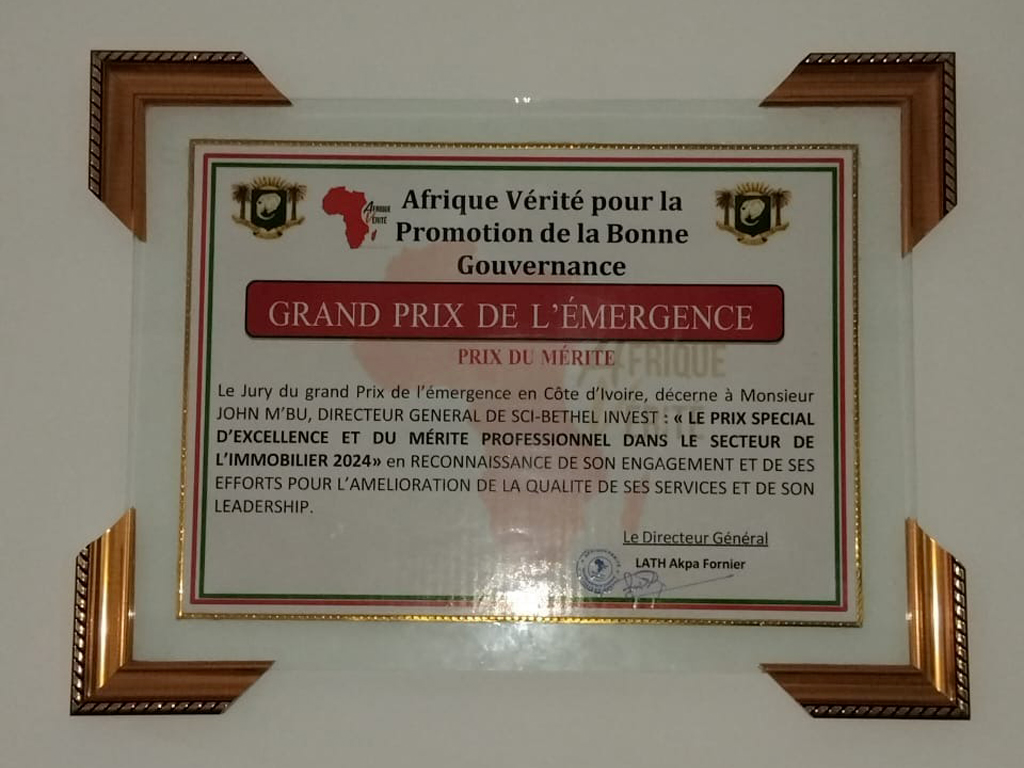 AFRIQUE
VÉRITÉ
Afrique Vérité pour la
Promotion de la Bonne
Gouvernance
GRAND PRIX DE L'ÉMERGENCE
PRIX DU MÉRITE
AFRIQUE
Le Jury du grand Prix de l'émergence en Côte d'Ivoire, décerne à Monsieur
JOHN M'BU, DIRECTEUR GENERAL DE SCI-BETHEL INVEST : « LE PRIX SPECIAL
D'EXCELLENCE ET DU MÉRITE PROFESSIONNEL DANS LE SECTEUR DE
L'IMMOBILIER 2024» en RECONNAISSANCE DE SON ENGAGEMENT ET DE SES
EFFORTS POUR L'AMELIORATION DE LA QUALITE DE SES SERVICES ET DE SON
LEADERSHIP.
Le Directeur Général
LATH Akpa Fornier